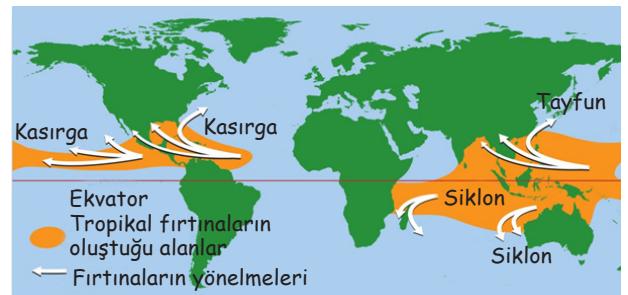 Tayfun
Kasırga
Kasırga
Ekvator
Siklon
Tropikal fırtınaların
oluştuğu alanlar
Siklon
Fırtınaların yönelmeleri